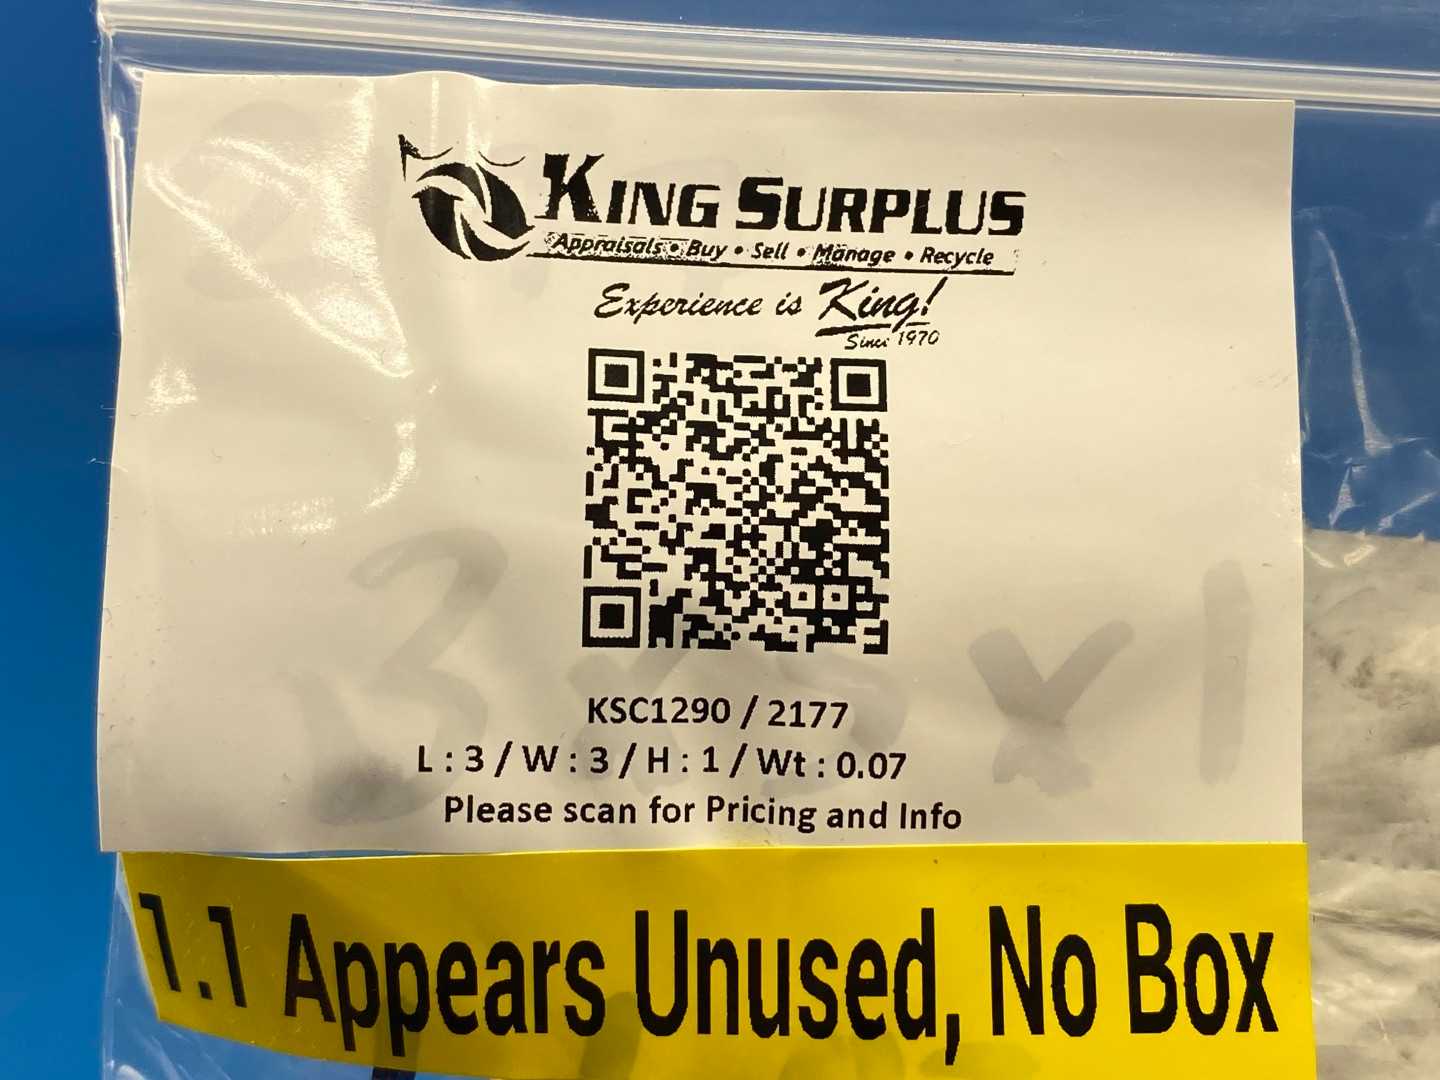 KING SURPLUS
Appraisals • Buy • Sell • Manage • Recycle
Experience is King!
Since 1970
KSC1290 / 2177
L : 3 / W : 3 / H : 1 / Wt : 0.07
Please scan for Pricing and Info
1.1 Appears Unused, No Box